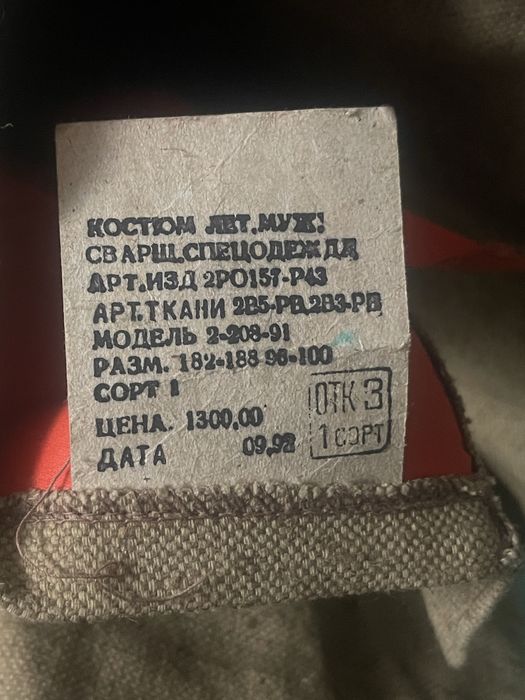 КОСТЮМ ЛЕТ.МУЖ!
СВАРЩ.СПЕЦОДЕЖДА
АРТ.ИЗД 2РО157-Р43
АРТ.ТКАНИ 2В5-РВ,2В3-РВ
МОДЕЛЬ 2-208-91
РАЗМ. 182-188 96-100
СОРТ 1
ЦЕНА. 1300,00
ДАТА 09,92
ОТК 3
1 СОРТ